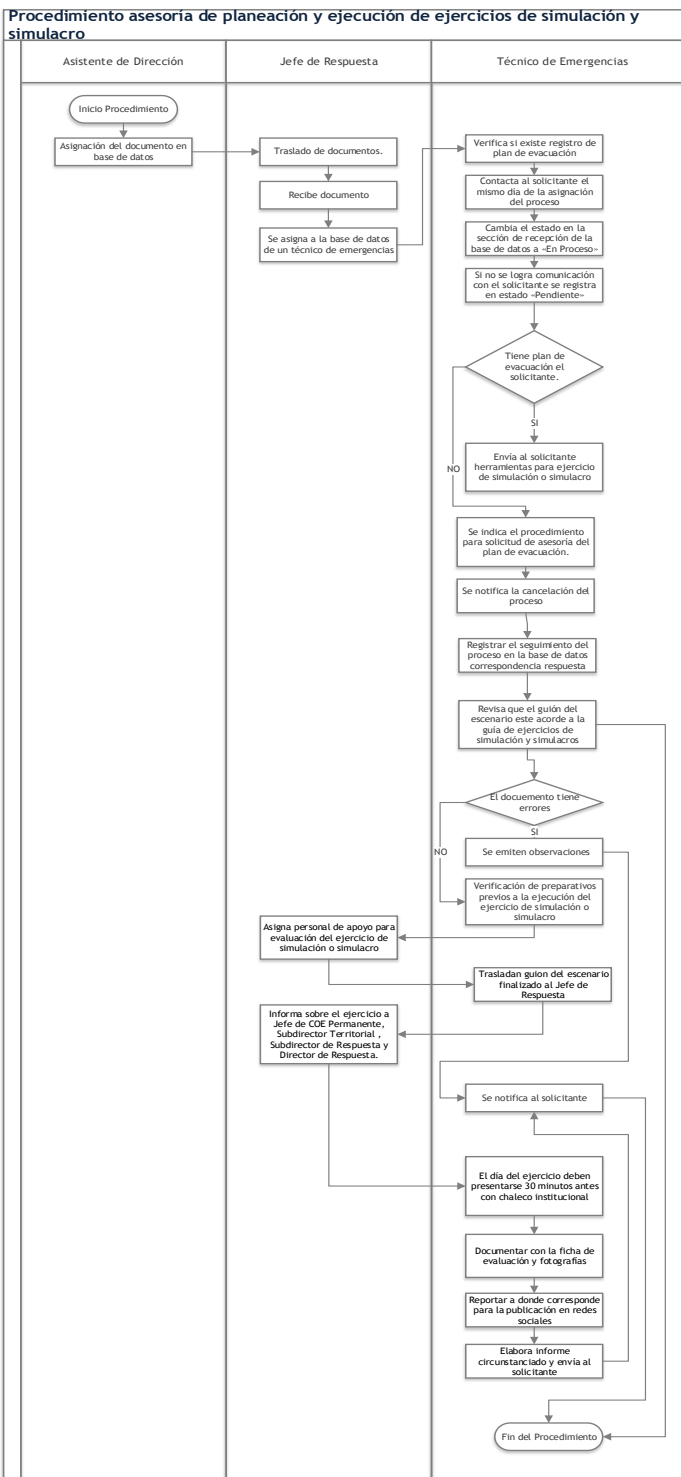 Procedimiento asesoría de planeación y ejecución de ejercicios de simulación y
simulacro
Asistente de Dirección
Jefe de Respuesta
Técnico de Emergencias
Inicio Procedimiento
Asignación del documento en
base de datos
Traslado de documentos.
Recibe documento
Se asigna a la base de datos
de un técnico de emergencias
Verifica si existe registro de
plan de evacuación
Contacta al solicitante el
mismo día de la asignación
del proceso
Cambia el estado en la
sección de recepción de la
base de datos a «En Proceso»
Si no se logra comunicación
con el solicitante se registra
en estado «Pendiente»
Tiene plan de
evacuación el
solicitante.
SI
NO
Envía al solicitante
herramientas para ejercicio
de simulación o simulacro
Se indica el procedimiento
para solicitud de asesoría del
plan de evacuación.
Se notifica la cancelación del
proceso
Registrar el seguimiento del
proceso en la base de datos
correspondencia respuesta
Revisa que el guión del
escenario este acorde a la
guía de ejercicios de
simulación y simulacros
El docuemento tiene
errores
SI
NO
Se emiten observaciones
Verificación de preparativos
previos a la ejecución del
ejercicio de simulación o
simulacro
Asigna personal de apoyo para
evaluación del ejercicio de
simulación o simulacro
Trasladan guion del escenario
finalizado al Jefe de
Respuesta
Informa sobre el ejercicio a
Jefe de COE Permanente,
Subdirector Territorial ,
Subdirector de Respuesta y
Director de Respuesta.
Se notifica al solicitante
El día del ejercicio deben
presentarse 30 minutos antes
con chaleco institucional
Documentar con la ficha de
evaluación y fotografías
Reportar a donde corresponde
para la publicación en redes
sociales
Elabora informe
circunstanciado y envía al
solicitante
Fin del Procedimiento